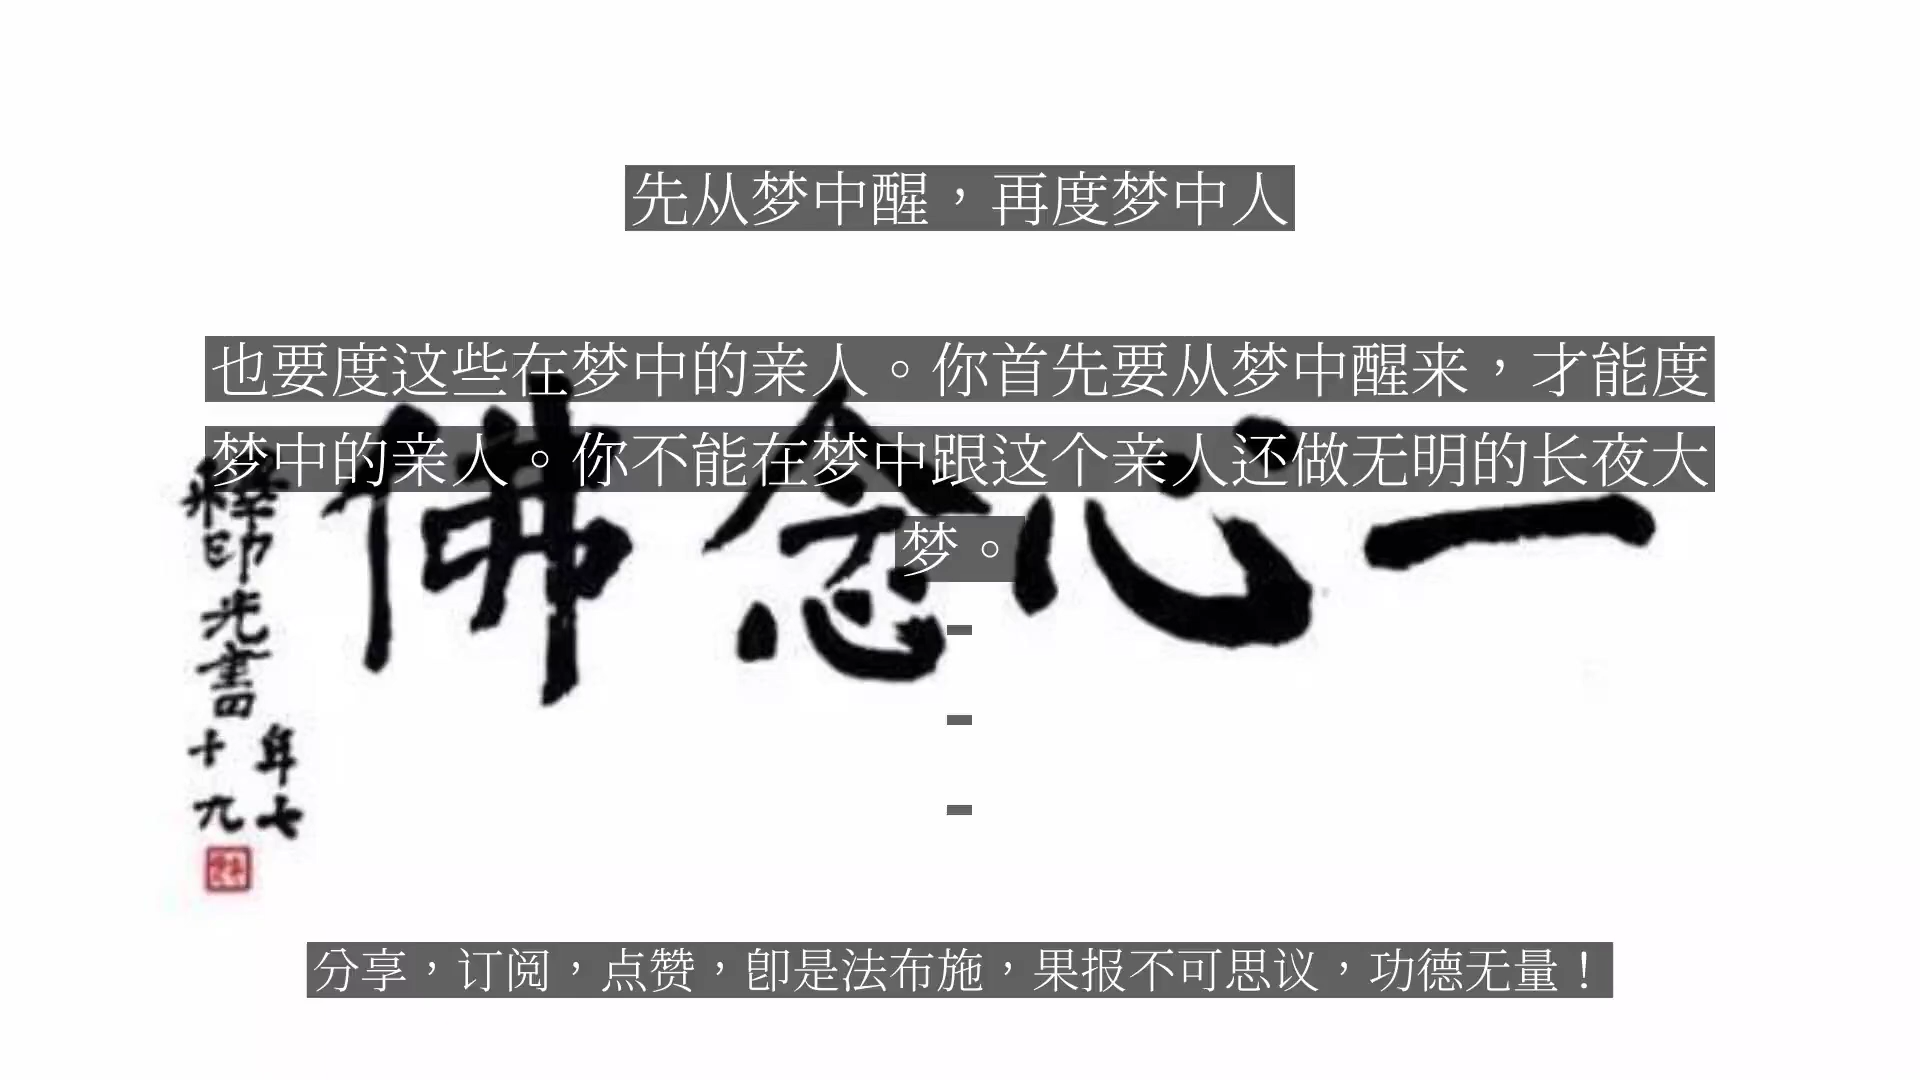 先从梦中醒，再度梦中人
也要度这些在梦中的亲人。你首先要从梦中醒来，才能度
梦中的亲人。你不能在梦中跟这个亲人还做无明的长夜大
梦。
一心念佛
釋印光書
年七
十九
分享，订阅，点赞，即是法布施，果报不可思议，功德无量！